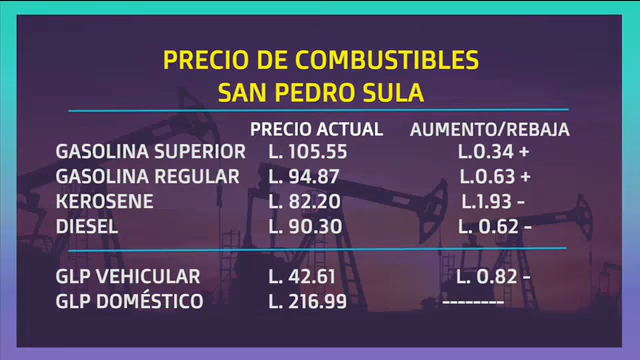 PRECIO DE COMBUSTIBLES
SAN PEDRO SULA
PRECIO ACTUAL AUMENTO/REBAJA
GASOLINA SUPERIOR L. 105.55 L.0.34 +
GASOLINA REGULAR L. 94.87 L.0.63 +
KEROSENE L. 82.20 L.1.93 -
DIESEL L. 90.30 L. 0.62 -
GLP VEHICULAR L. 42.61 L. 0.82 -
GLP DOMÉSTICO L. 216.99 --------